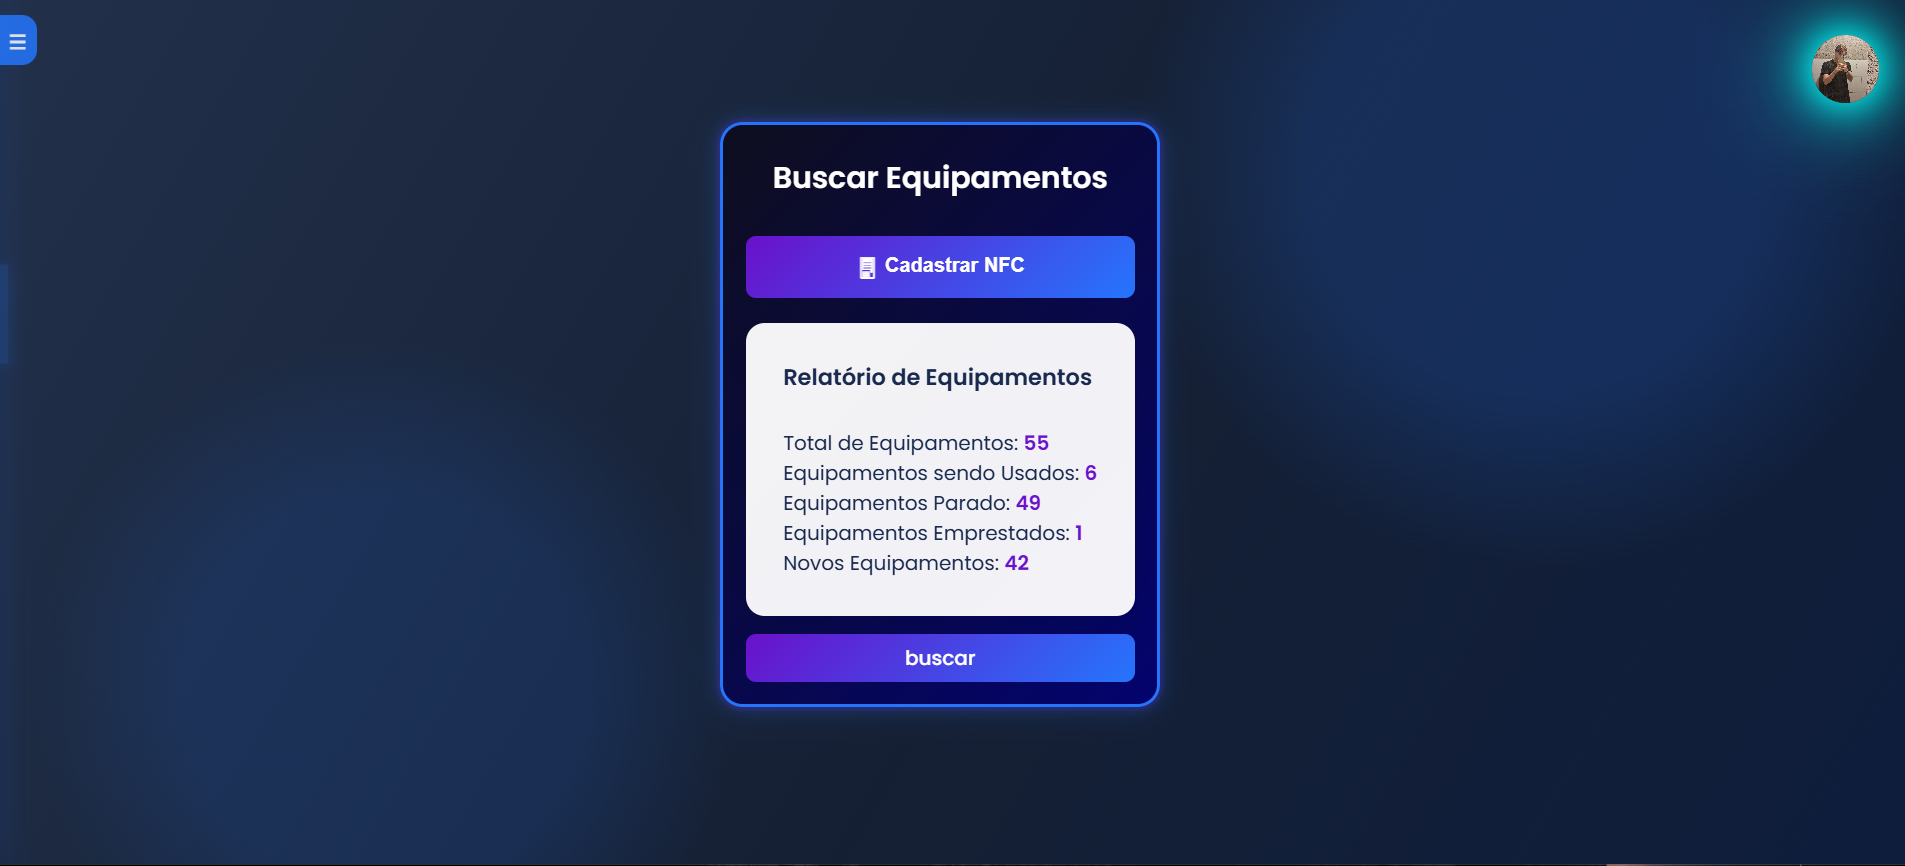 Buscar Equipamentos
Cadastrar NFC
Relatório de Equipamentos
Total de Equipamentos: 55
Equipamentos sendo Usados: 6
Equipamentos Parado: 49
Equipamentos Emprestados: 1
Novos Equipamentos: 42
buscar